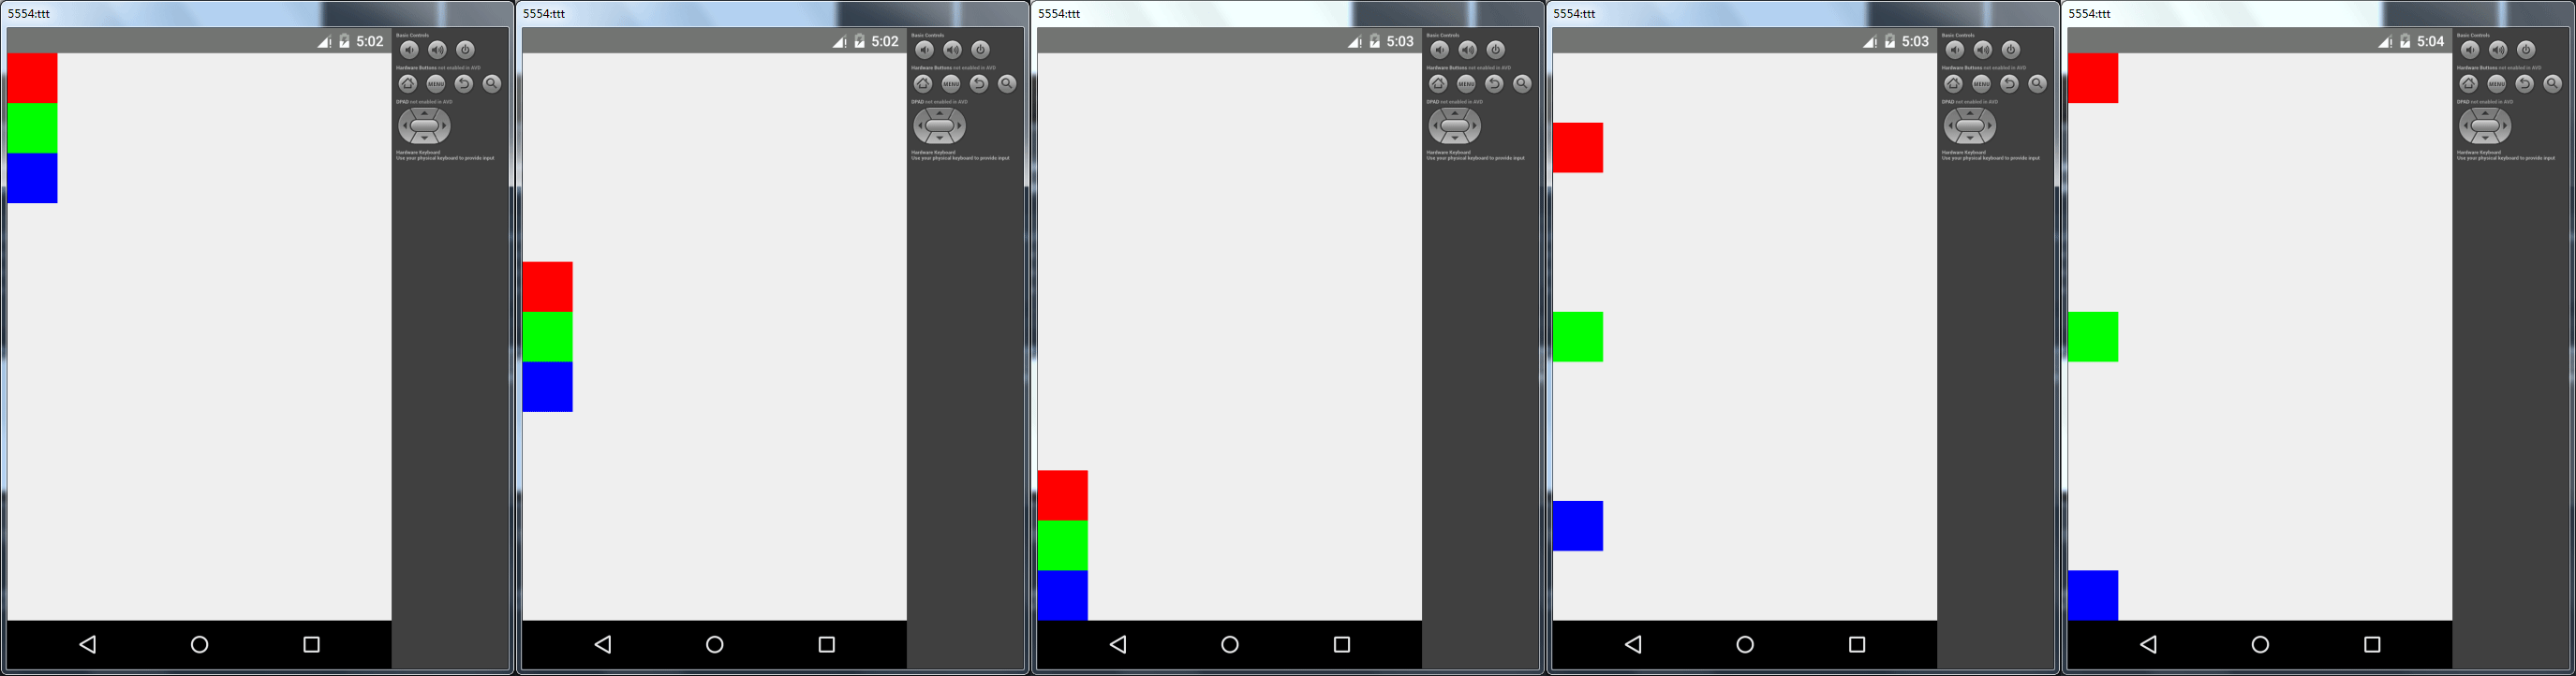 5554:ttt
5:02
Basic Controls
Hardware Buttons not enabled in AVD
MENU
DPAD not enabled in AVD
Hardware Keyboard
Use your physical keyboard to provide input
5554:ttt
5:02
Basic Controls
Hardware Buttons not enabled in AVD
MENU
DPAD not enabled in AVD
Hardware Keyboard
Use your physical keyboard to provide input
5554:ttt
5:03
Basic Controls
Hardware Buttons not enabled in AVD
MENU
DPAD not enabled in AVD
Hardware Keyboard
Use your physical keyboard to provide input
5554:ttt
5:03
Basic Controls
Hardware Buttons not enabled in AVD
MENU
DPAD not enabled in AVD
Hardware Keyboard
Use your physical keyboard to provide input
5554:ttt
5:04
Basic Controls
Hardware Buttons not enabled in AVD
MENU
DPAD not enabled in AVD
Hardware Keyboard
Use your physical keyboard to provide input